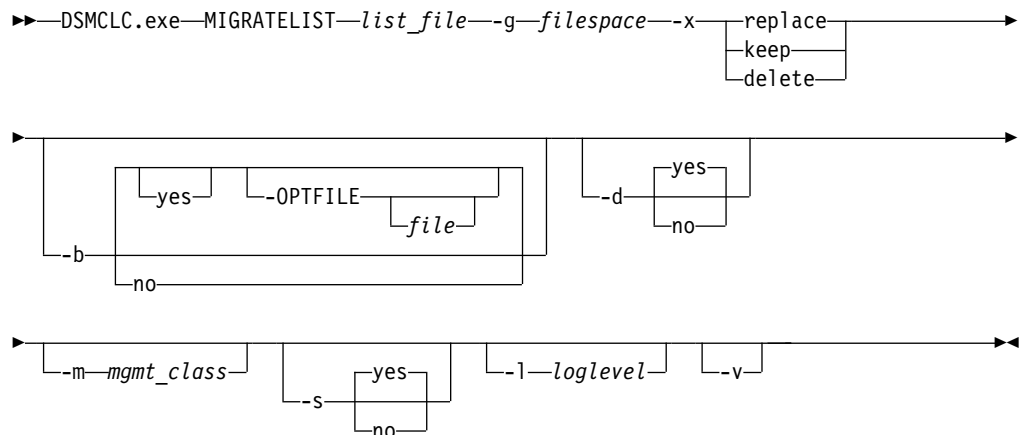 DSMCLC.exe MIGRATELIST list_file -g filespace -x replace
keep
delete
yes -OPTFILE
file
-b
no
yes
-d
no
-m mgmt_class
yes
-s
no
-l loglevel
-v